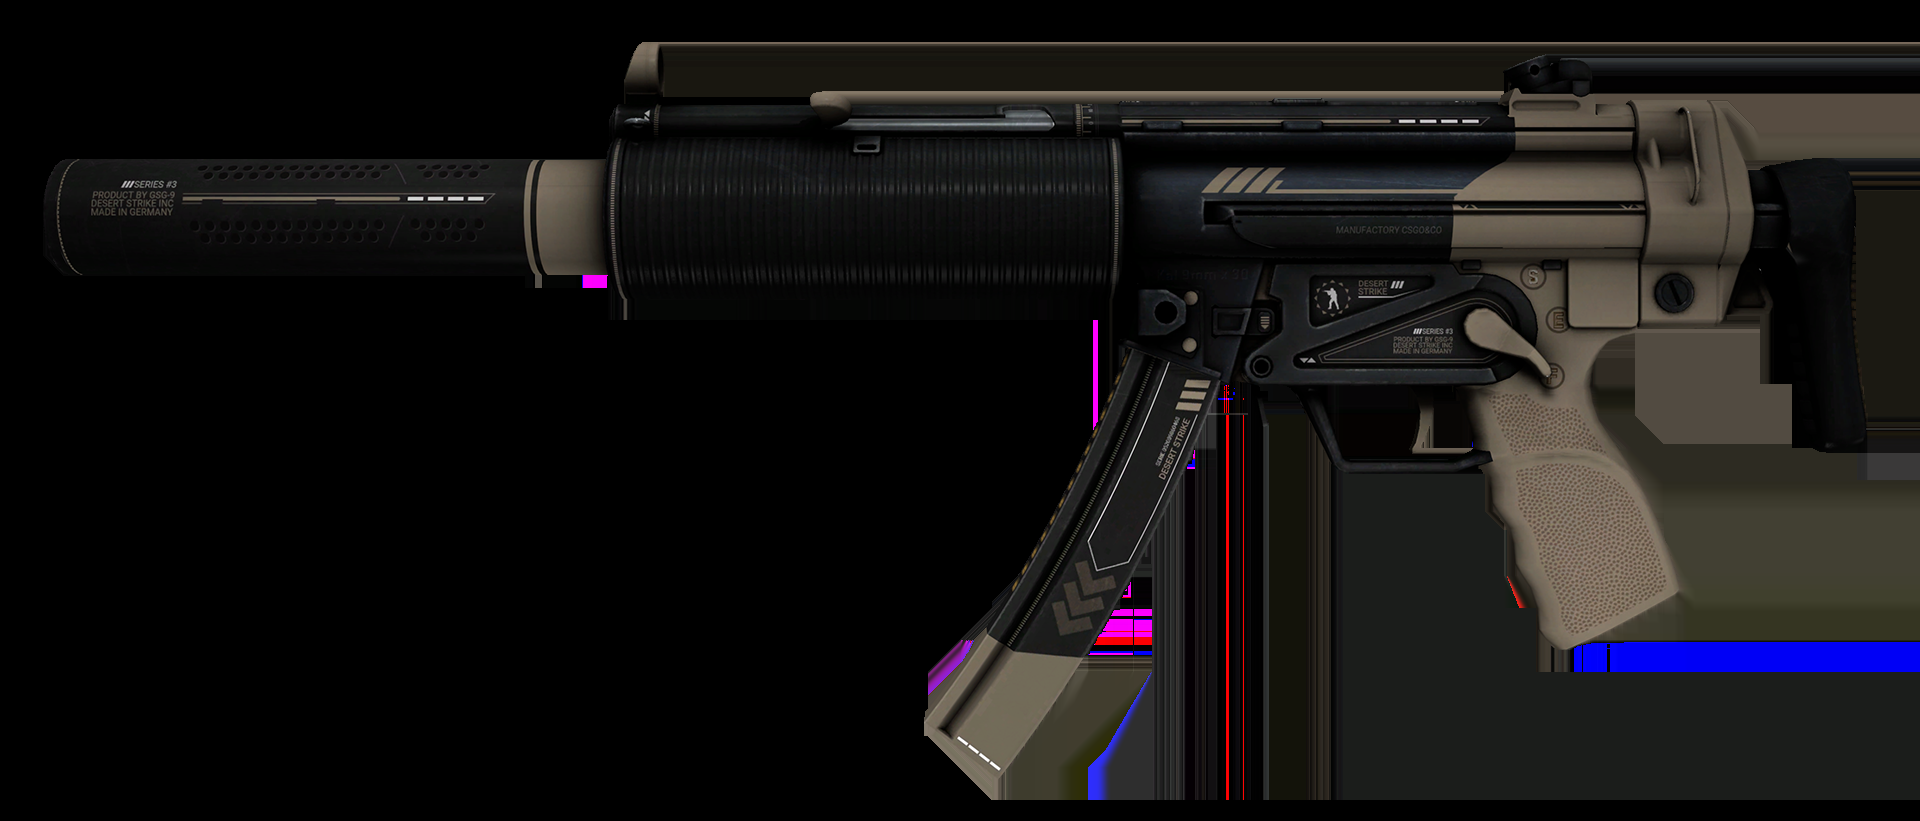 SERIES #3
PRODUCT BY GSG-9
DESERT STRIKE INC
MADE IN GERMANY
MANUFACTORY CSGO&CO
DESERT
STRIKE
S
SERIES #3
PRODUCT BY GSG-9
DESERT STRIKE INC
MADE IN GERMANY
E
F
DESERT STRIKE